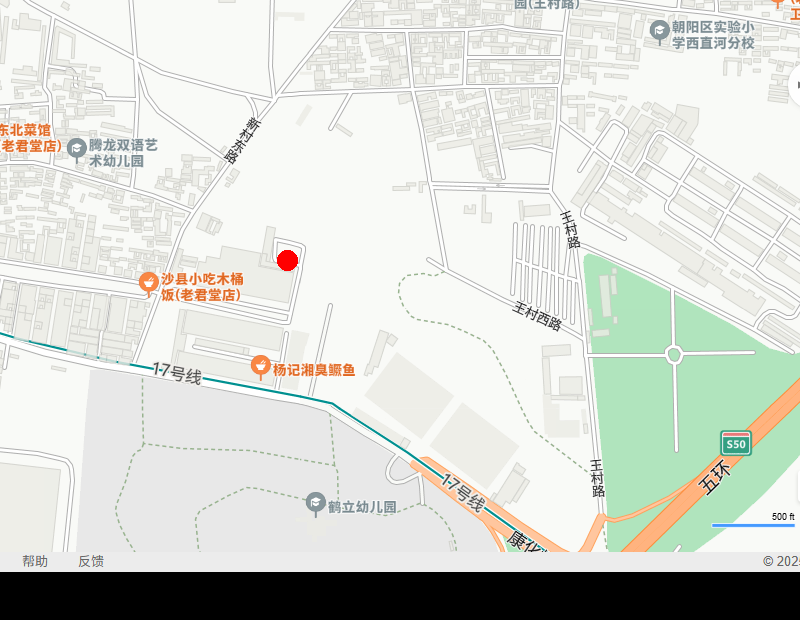 园(王村路)
朝阳区实验小
学西直河分校
东北菜馆
老君堂店)
腾龙双语艺
术幼儿园
新村东路
王村路
沙县小吃木桶
饭(老君堂店)
王村西路
17号线
杨记湘臭鳜鱼
S50
五环
王村路
17号线
鹤立幼儿园
500 ft
康化
帮助
反馈
© 202